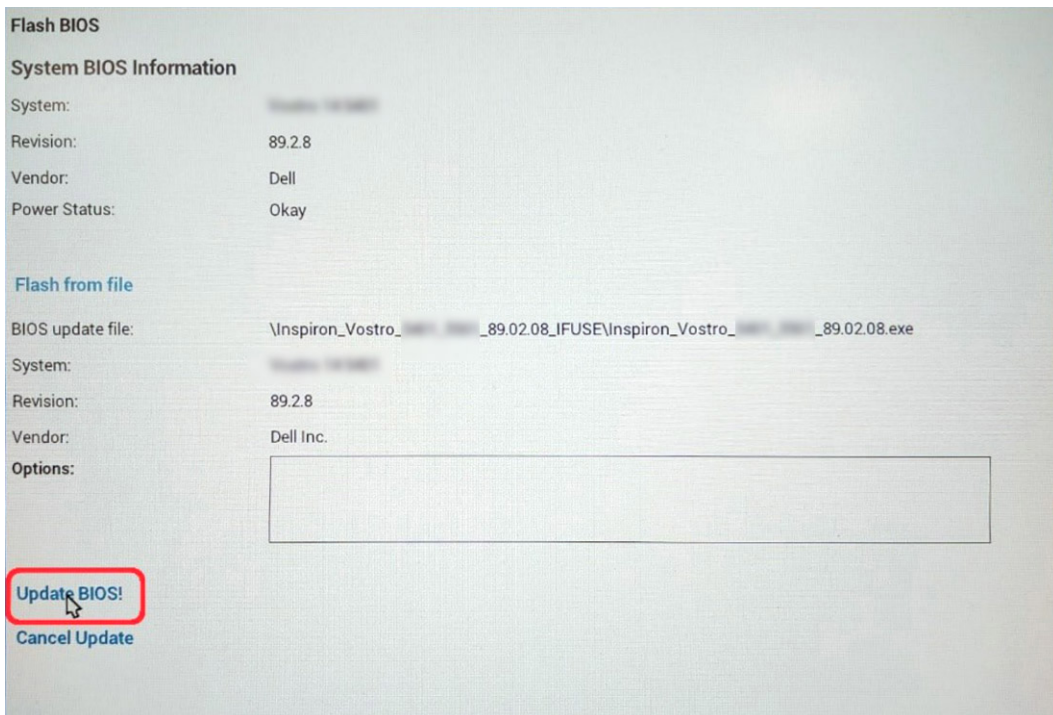 Flash BIOS
System BIOS Information
System:
Revision: 89.2.8
Vendor: Dell
Power Status: Okay
Flash from file
BIOS update file: \Inspiron_Vostro_ _89.02.08_IFUSE\Inspiron_Vostro_ _89.02.08.exe
System:
Revision: 89.2.8
Vendor: Dell Inc.
Options:
Update BIOS!
Cancel Update